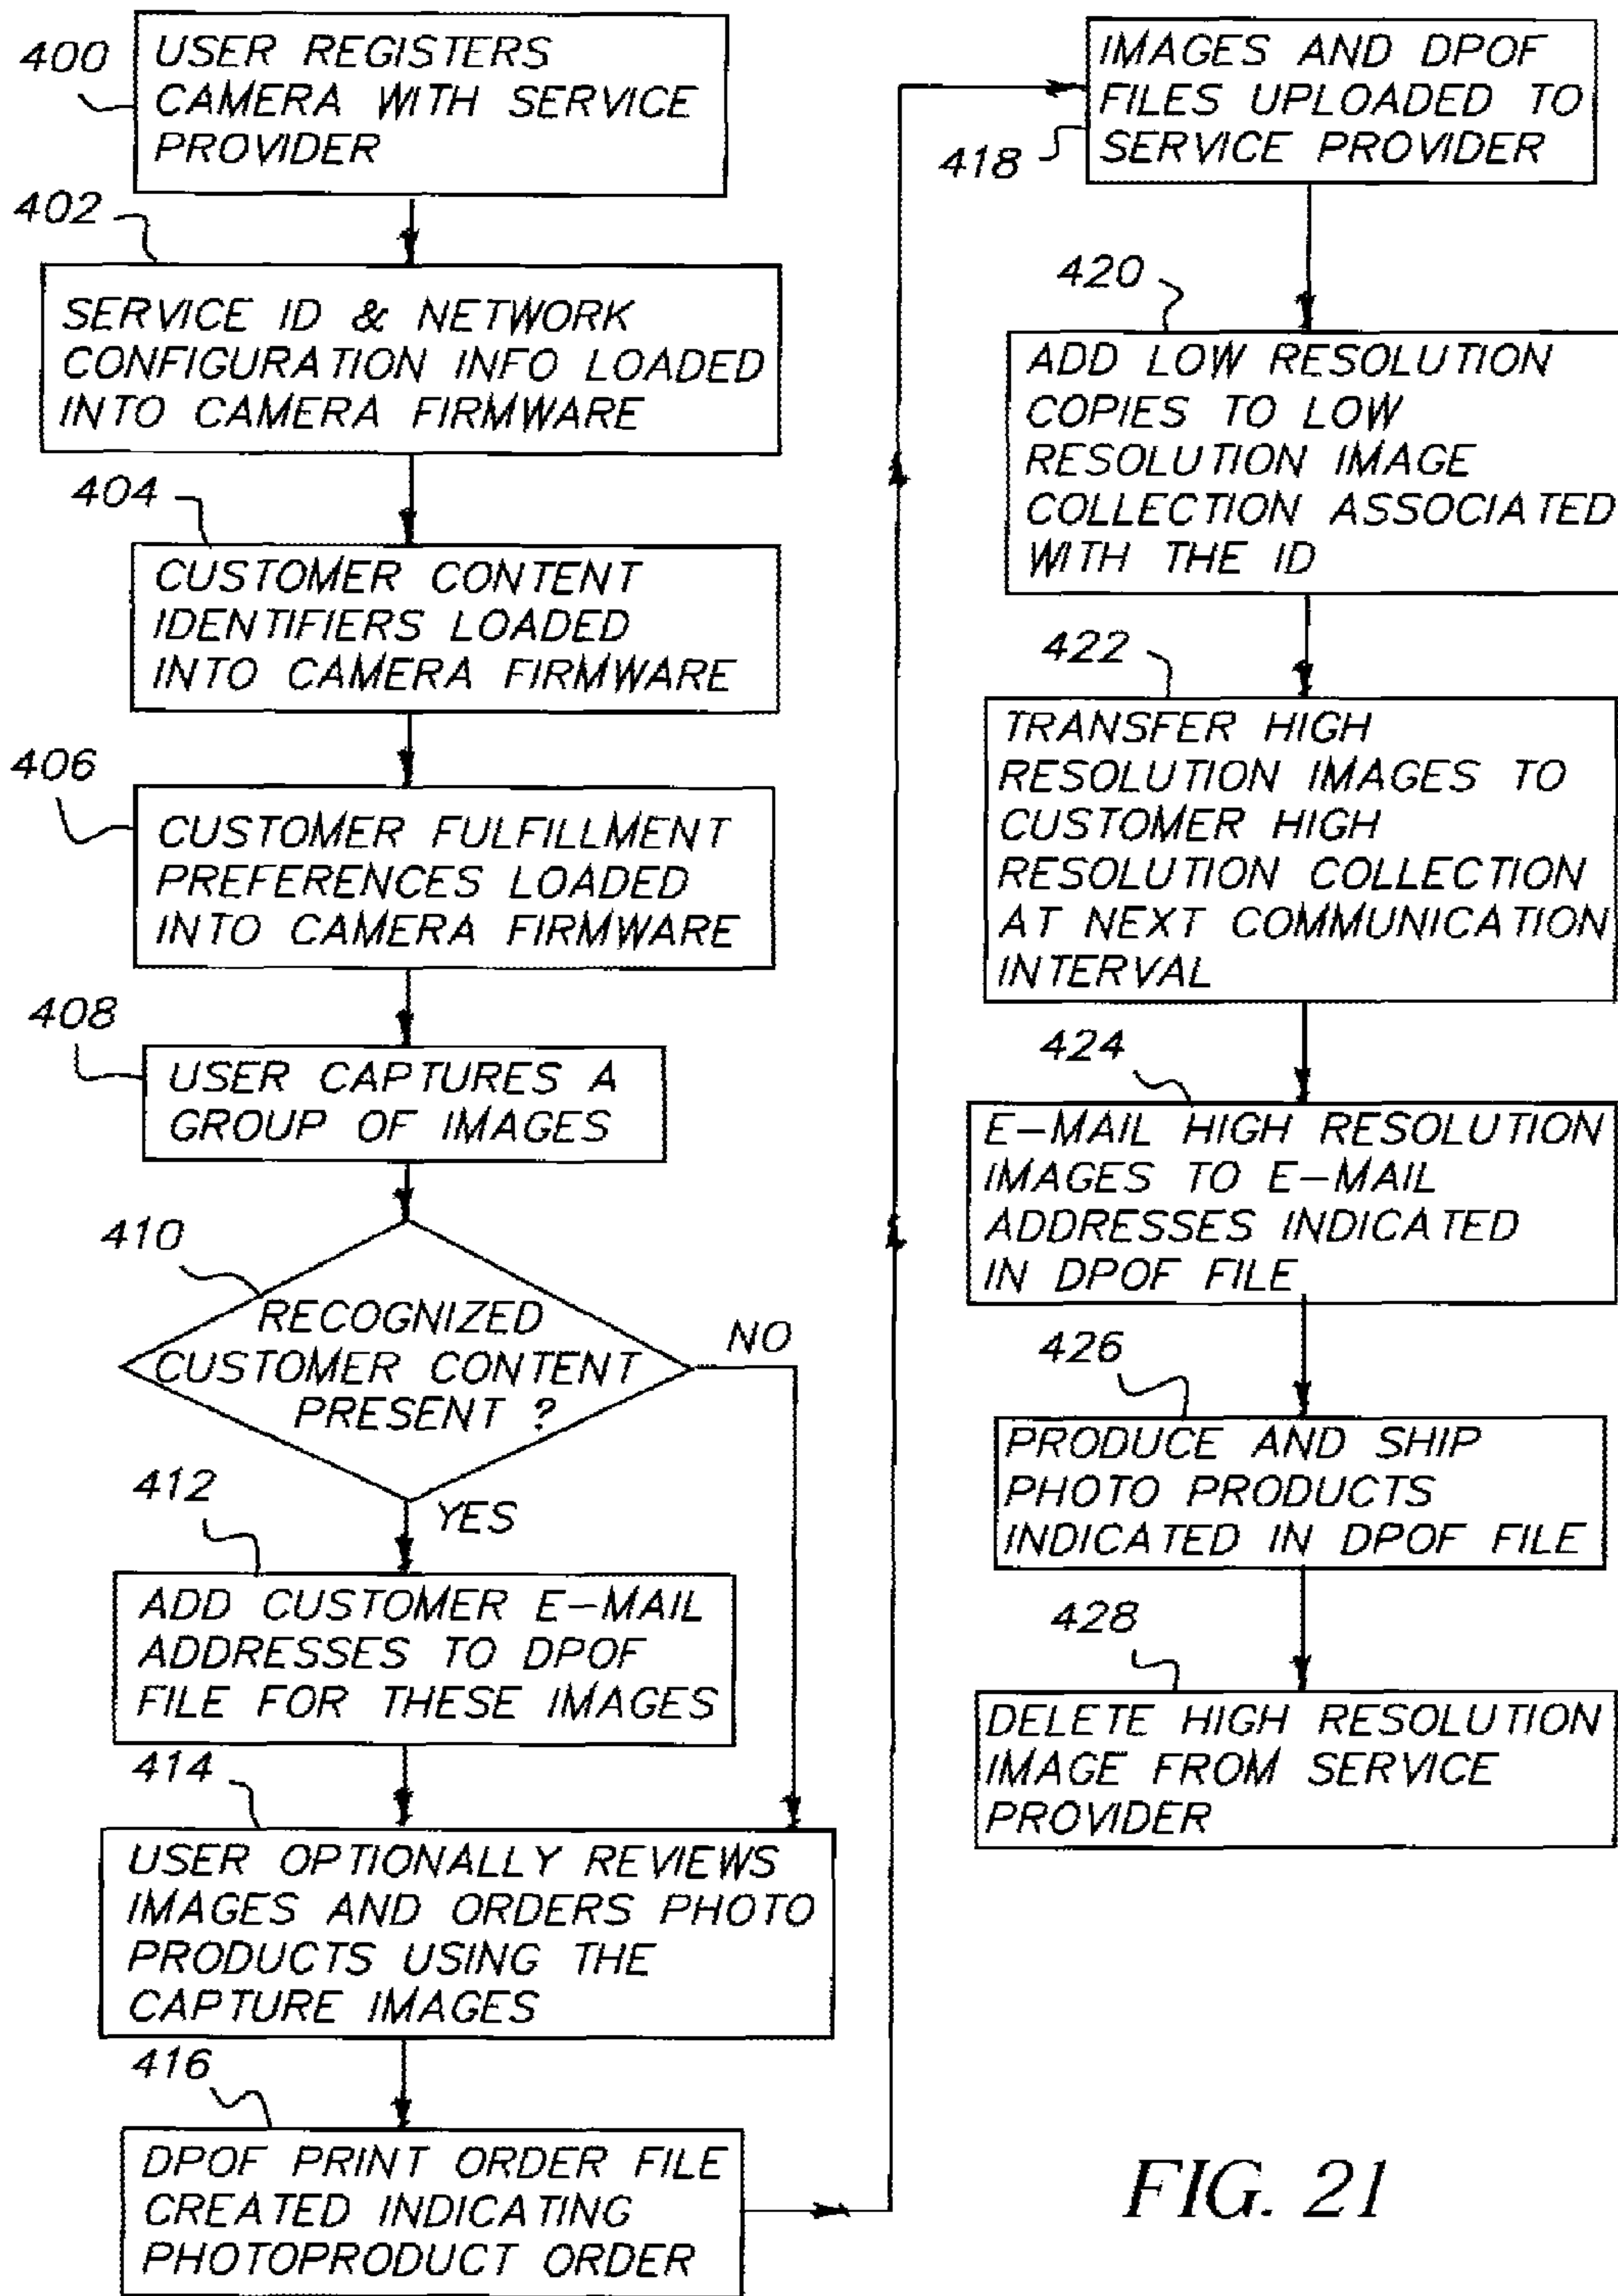 400
USER REGISTERS
CAMERA WITH SERVICE
PROVIDER
402
SERVICE ID & NETWORK
CONFIGURATION INFO LOADED
INTO CAMERA FIRMWARE
404
CUSTOMER CONTENT
IDENTIFIERS LOADED
INTO CAMERA FIRMWARE
406
CUSTOMER FULFILLMENT
PREFERENCES LOADED
INTO CAMERA FIRMWARE
408
USER CAPTURES A
GROUP OF IMAGES
410
RECOGNIZED
CUSTOMER CONTENT
PRESENT ?
NO
YES
412
ADD CUSTOMER E-MAIL
ADDRESSES TO DPOF
FILE FOR THESE IMAGES
414
USER OPTIONALLY REVIEWS
IMAGES AND ORDERS PHOTO
PRODUCTS USING THE
CAPTURE IMAGES
416
DPOF PRINT ORDER FILE
CREATED INDICATING
PHOTOPRODUCT ORDER
418
IMAGES AND DPOF
FILES UPLOADED TO
SERVICE PROVIDER
420
ADD LOW RESOLUTION
COPIES TO LOW
RESOLUTION IMAGE
COLLECTION ASSOCIATED
WITH THE ID
422
TRANSFER HIGH
RESOLUTION IMAGES TO
CUSTOMER HIGH
RESOLUTION COLLECTION
AT NEXT COMMUNICATION
INTERVAL
424
E-MAIL HIGH RESOLUTION
IMAGES TO E-MAIL
ADDRESSES INDICATED
IN DPOF FILE
426
PRODUCE AND SHIP
PHOTO PRODUCTS
INDICATED IN DPOF FILE
428
DELETE HIGH RESOLUTION
IMAGE FROM SERVICE
PROVIDER
FIG. 21